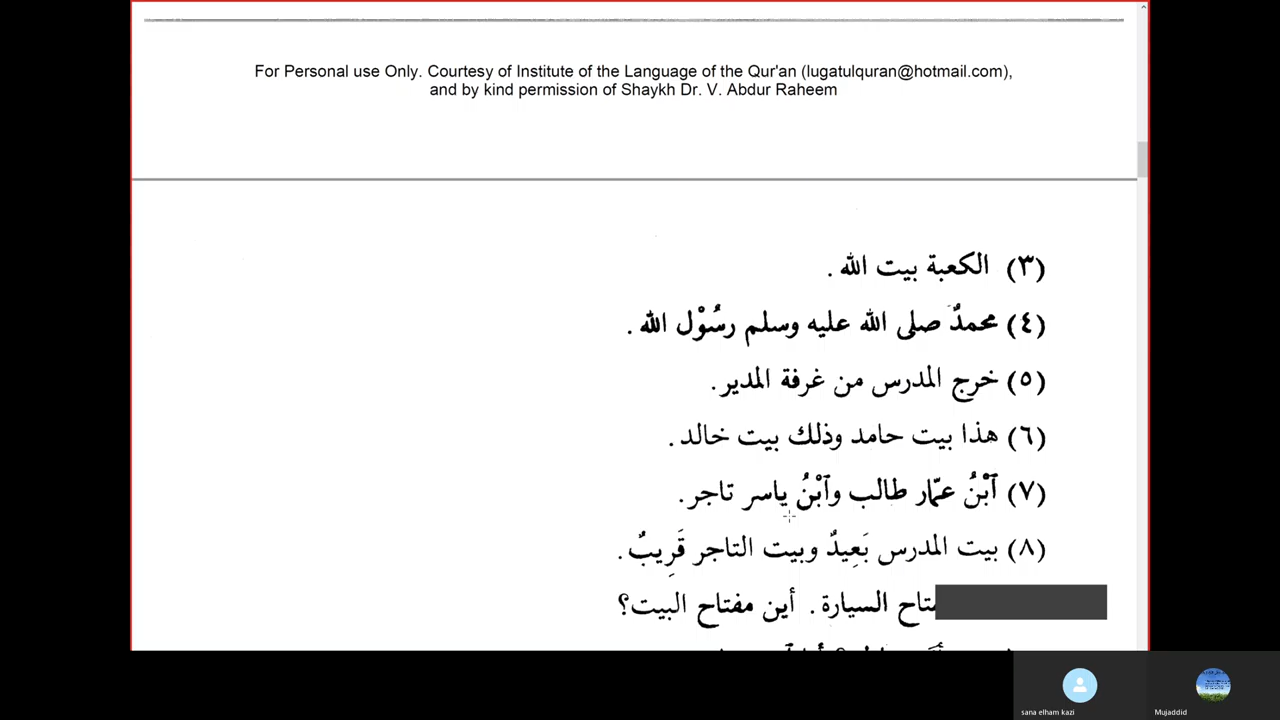 For Personal use Only. Courtesy of Institute of the Language of the Qur'an (lugatulquran@hotmail.com),
and by kind permission of Shaykh Dr. V. Abdur Raheem
(٣) الكعبة بيت الله .
(٤) محمدٌ صلى الله عليه وسلم رسُوْل الله .
(٥) خرج المدرس من غرفة المدير .
(٦) هذا بيت حامد وذلك بيت خالد .
(٧) ٱبْنُ عمّار طالب وٱبْنُ ياسر تاجر .
(٨) بيت المدرس بَعِيدٌ وبيت التاجر قَرِيبٌ .
السيارة . أين مفتاح البيت؟
sana elham kazi
Mujaddid